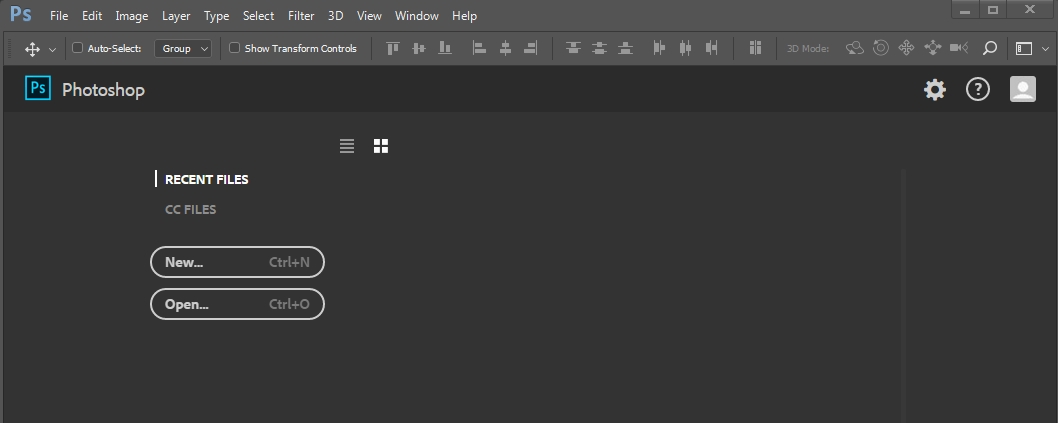 Ps File Edit Image Layer Type Select Filter 3D View Window Help
Auto-Select: Group Show Transform Controls 3D Mode:
Ps Photoshop ?
RECENT FILES
CC FILES
New... Ctrl+N
Open... Ctrl+O